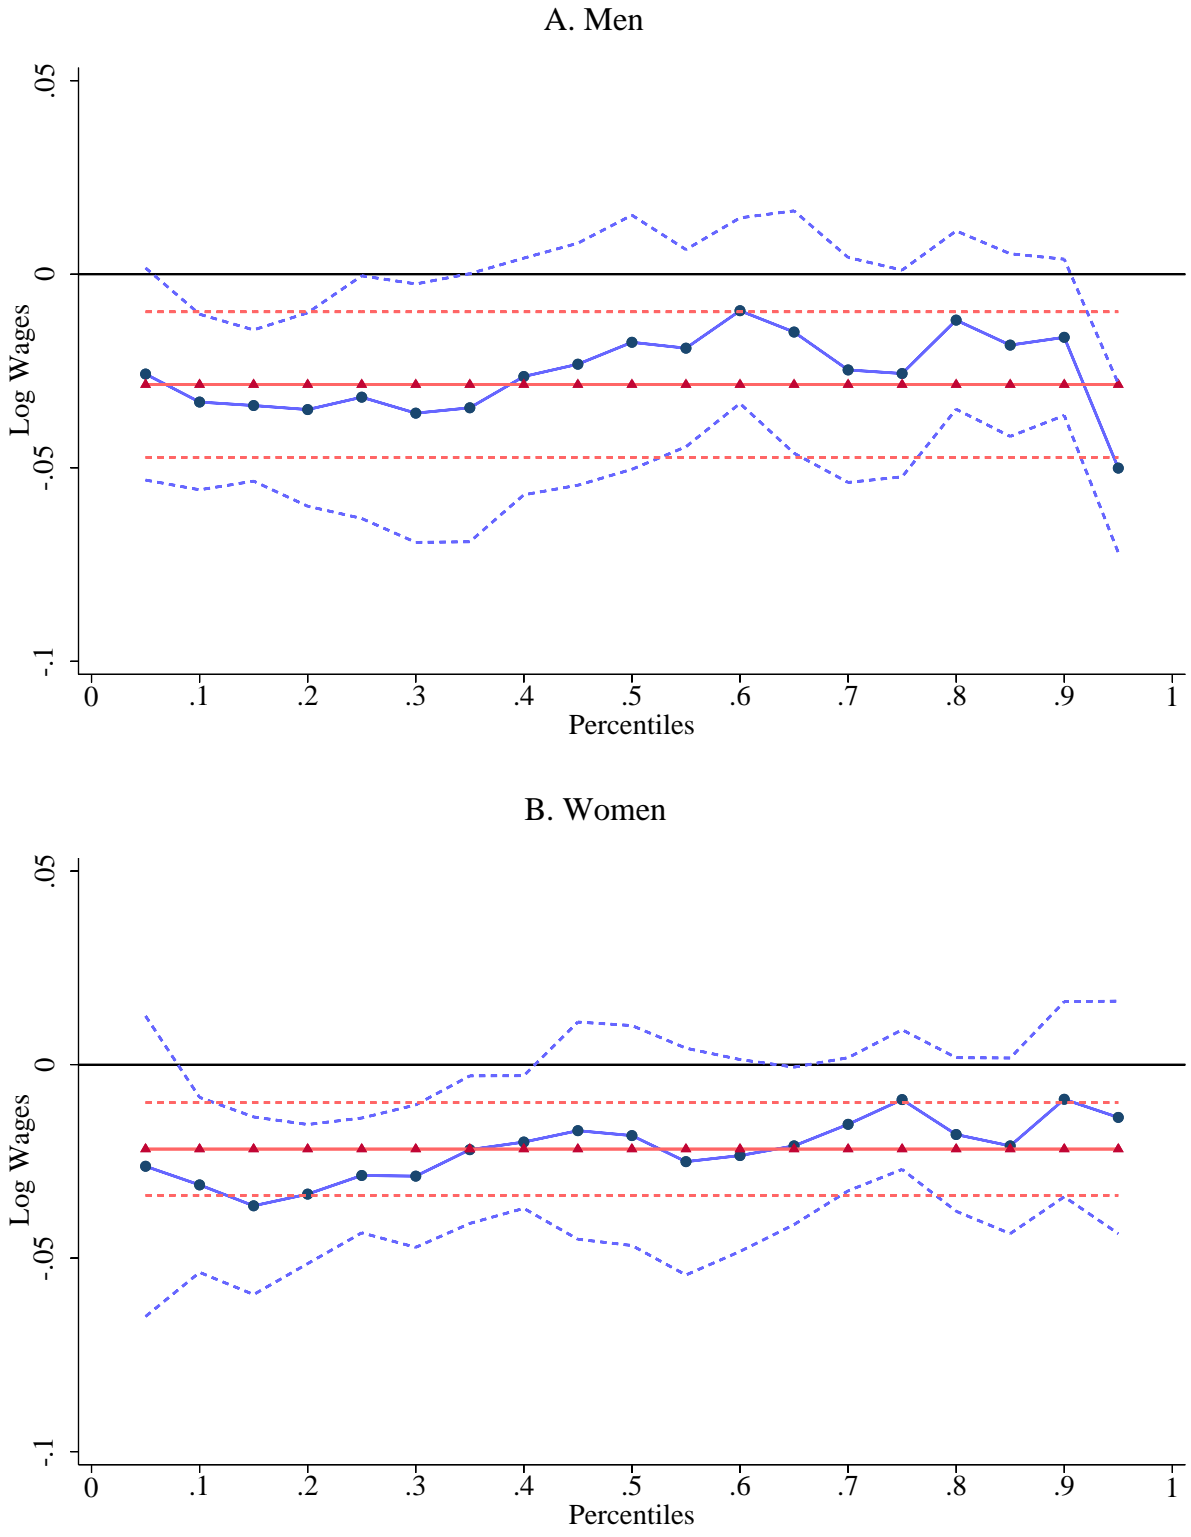 A. Men
.05
0
-.05
-.1
Log Wages
0 .1 .2 .3 .4 .5 .6 .7 .8 .9 1
Percentiles
B. Women
.05
0
-.05
-.1
Log Wages
0 .1 .2 .3 .4 .5 .6 .7 .8 .9 1
Percentiles